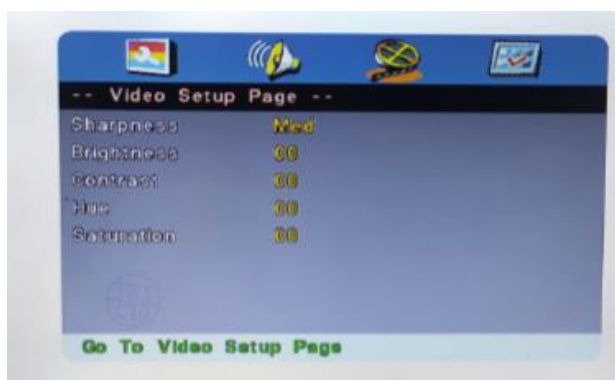 -- Video Setup Page --
Sharpness Med
Brightness 00
Contrast 00
Hue 00
Saturation 00
Go To Video Setup Page